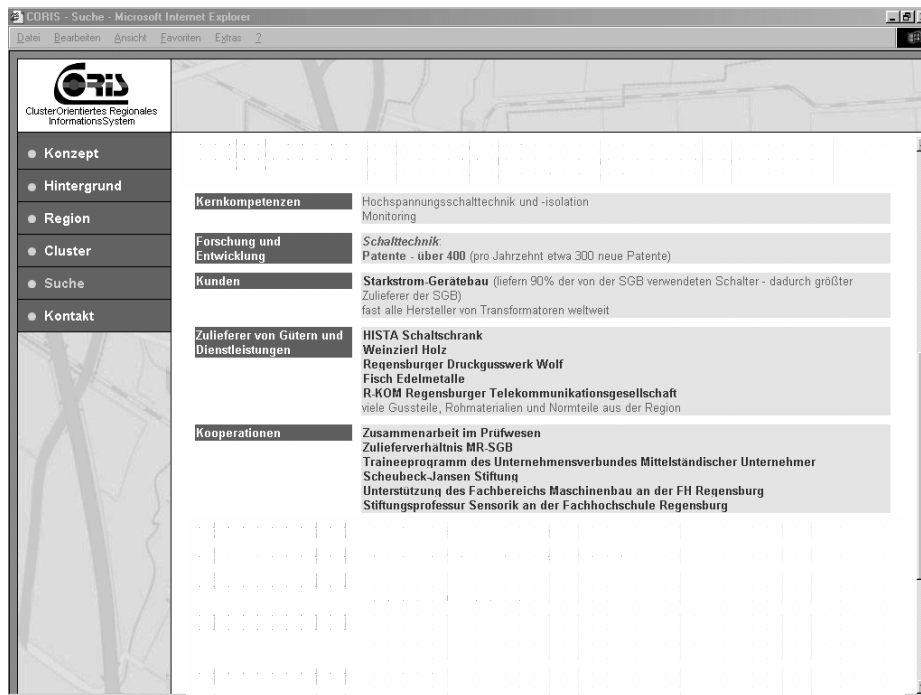 CORIS - Suche - Microsoft Internet Explorer
Datei Bearbeiten Ansicht Favoriten Extras ?
CORIS
ClusterOrientiertes Regionales
InformationsSystem
Konzept
Hintergrund
Region
Cluster
Suche
Kontakt
Kernkompetenzen
Hochspannungsschalttechnik und -isolation
Monitoring
Forschung und
Entwicklung
Schalttechnik:
Patente - über 400 (pro Jahrzehnt etwa 300 neue Patente)
Kunden
Starkstrom-Gerätebau (liefern 90% der von der SGB verwendeten Schalter - dadurch größter
Zulieferer der SGB)
fast alle Hersteller von Transformatoren weltweit
Zulieferer von Gütern und
Dienstleistungen
HISTA Schaltschrank
Weinzierl Holz
Regensburger Druckgusswerk Wolf
Fisch Edelmetalle
R-KOM Regensburger Telekommunikationsgesellschaft
viele Gussteile, Rohmaterialien und Normteile aus der Region
Kooperationen
Zusammenarbeit im Prüfwesen
Zulieferverhältnis MR-SGB
Traineeprogramm des Unternehmensverbundes Mittelständischer Unternehmer
Scheubeck-Jansen Stiftung
Unterstützung des Fachbereichs Maschinenbau an der FH Regensburg
Stiftungsprofessur Sensorik an der Fachhochschule Regensburg